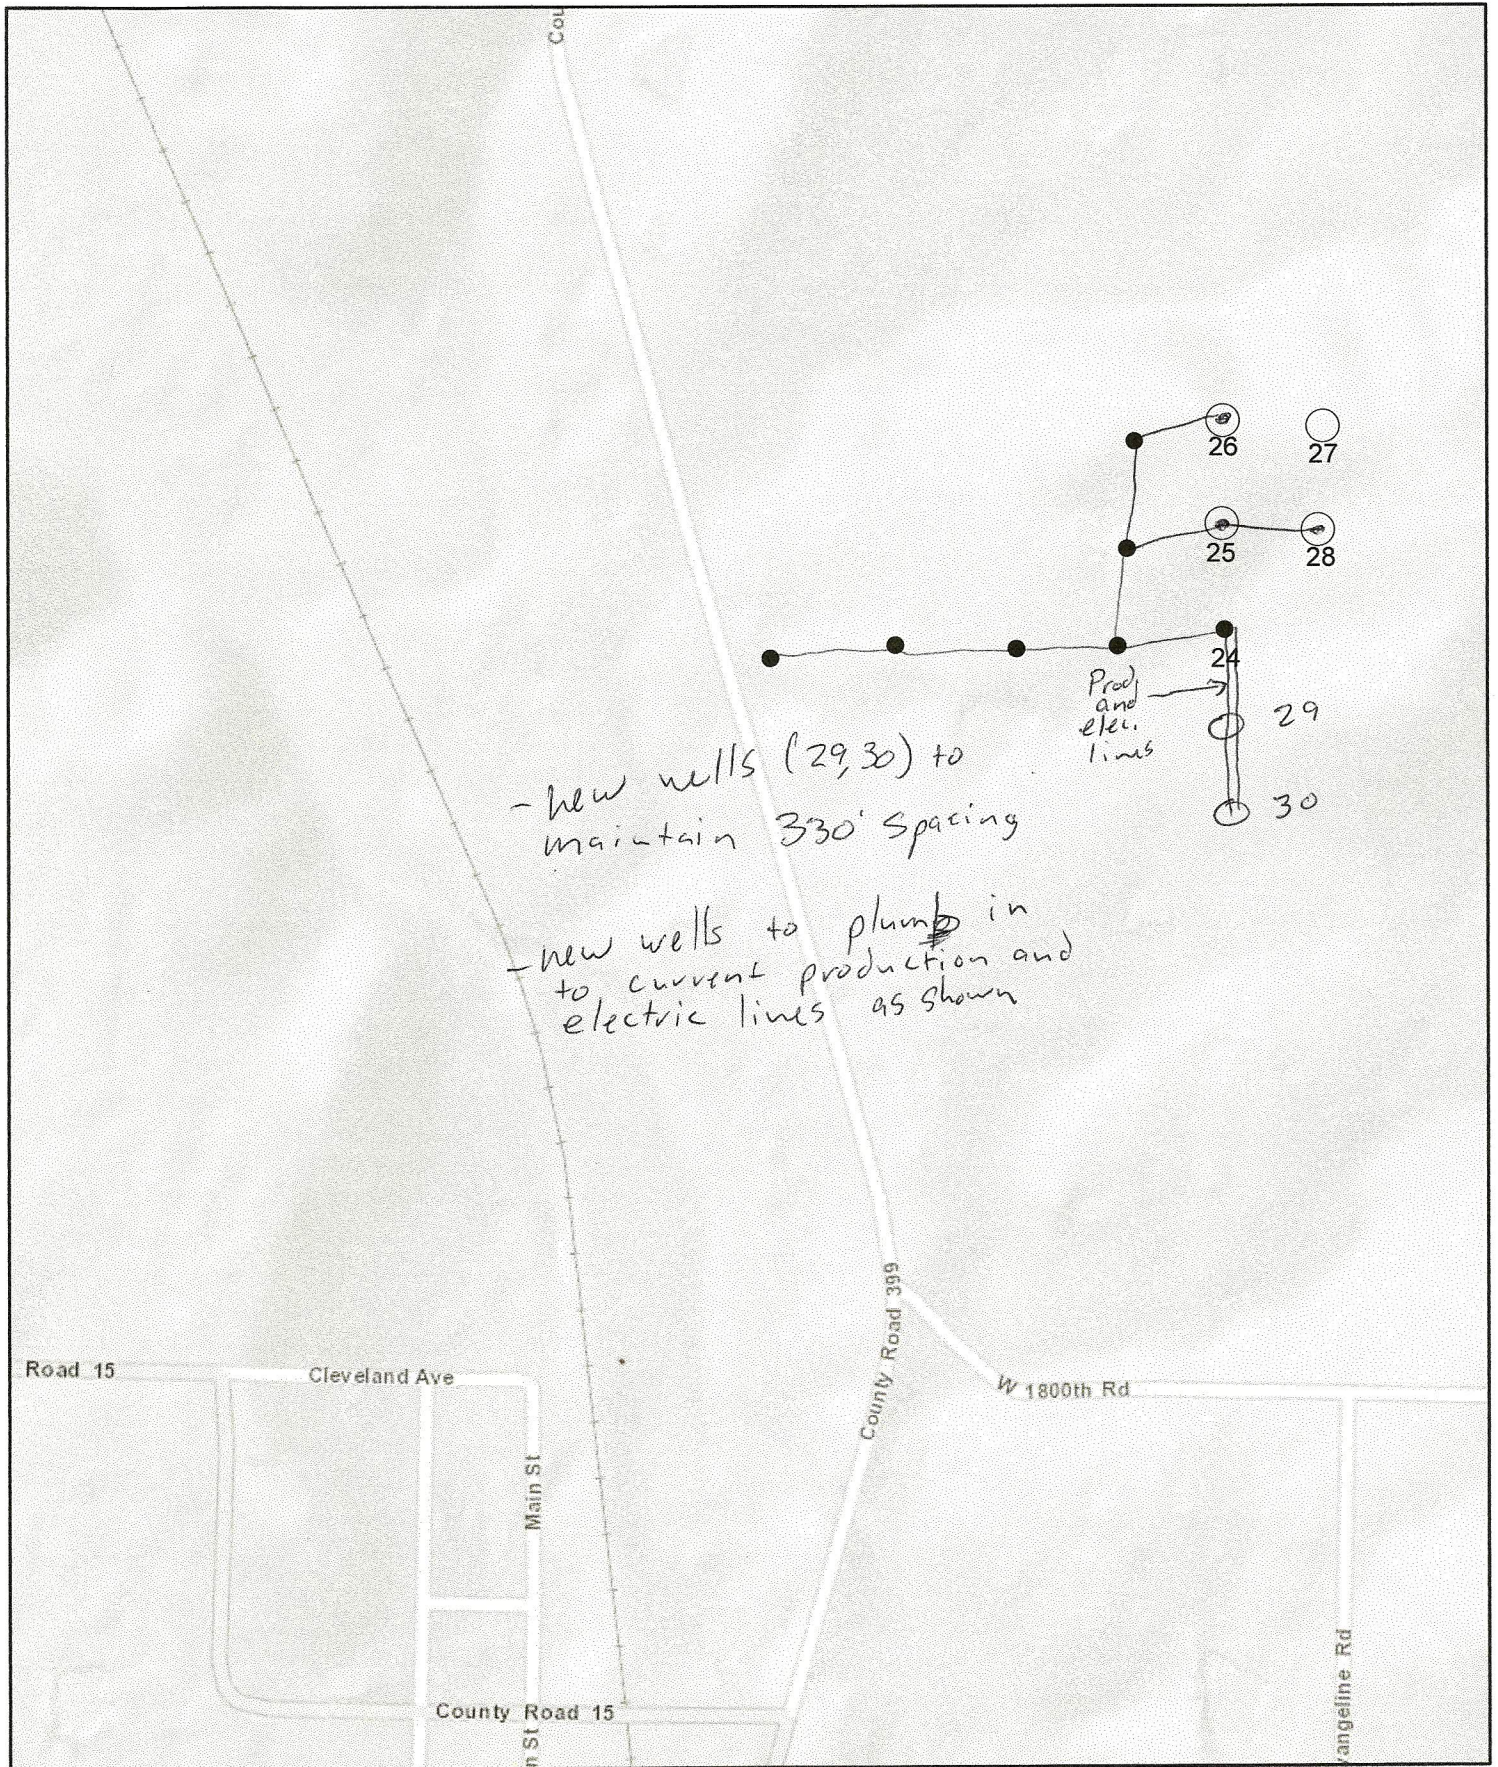 Cou
26
27
25
28
24
Prod,
and
elec.
lines
29
30
- new wells (29,30) to
maintain 330' spacing
- new wells to plumb in
to current production and
electric lines as shown
County Road 399
Road 15
Cleveland Ave
W 1800th Rd
Main St
County Road 15
n St
vangeline Rd